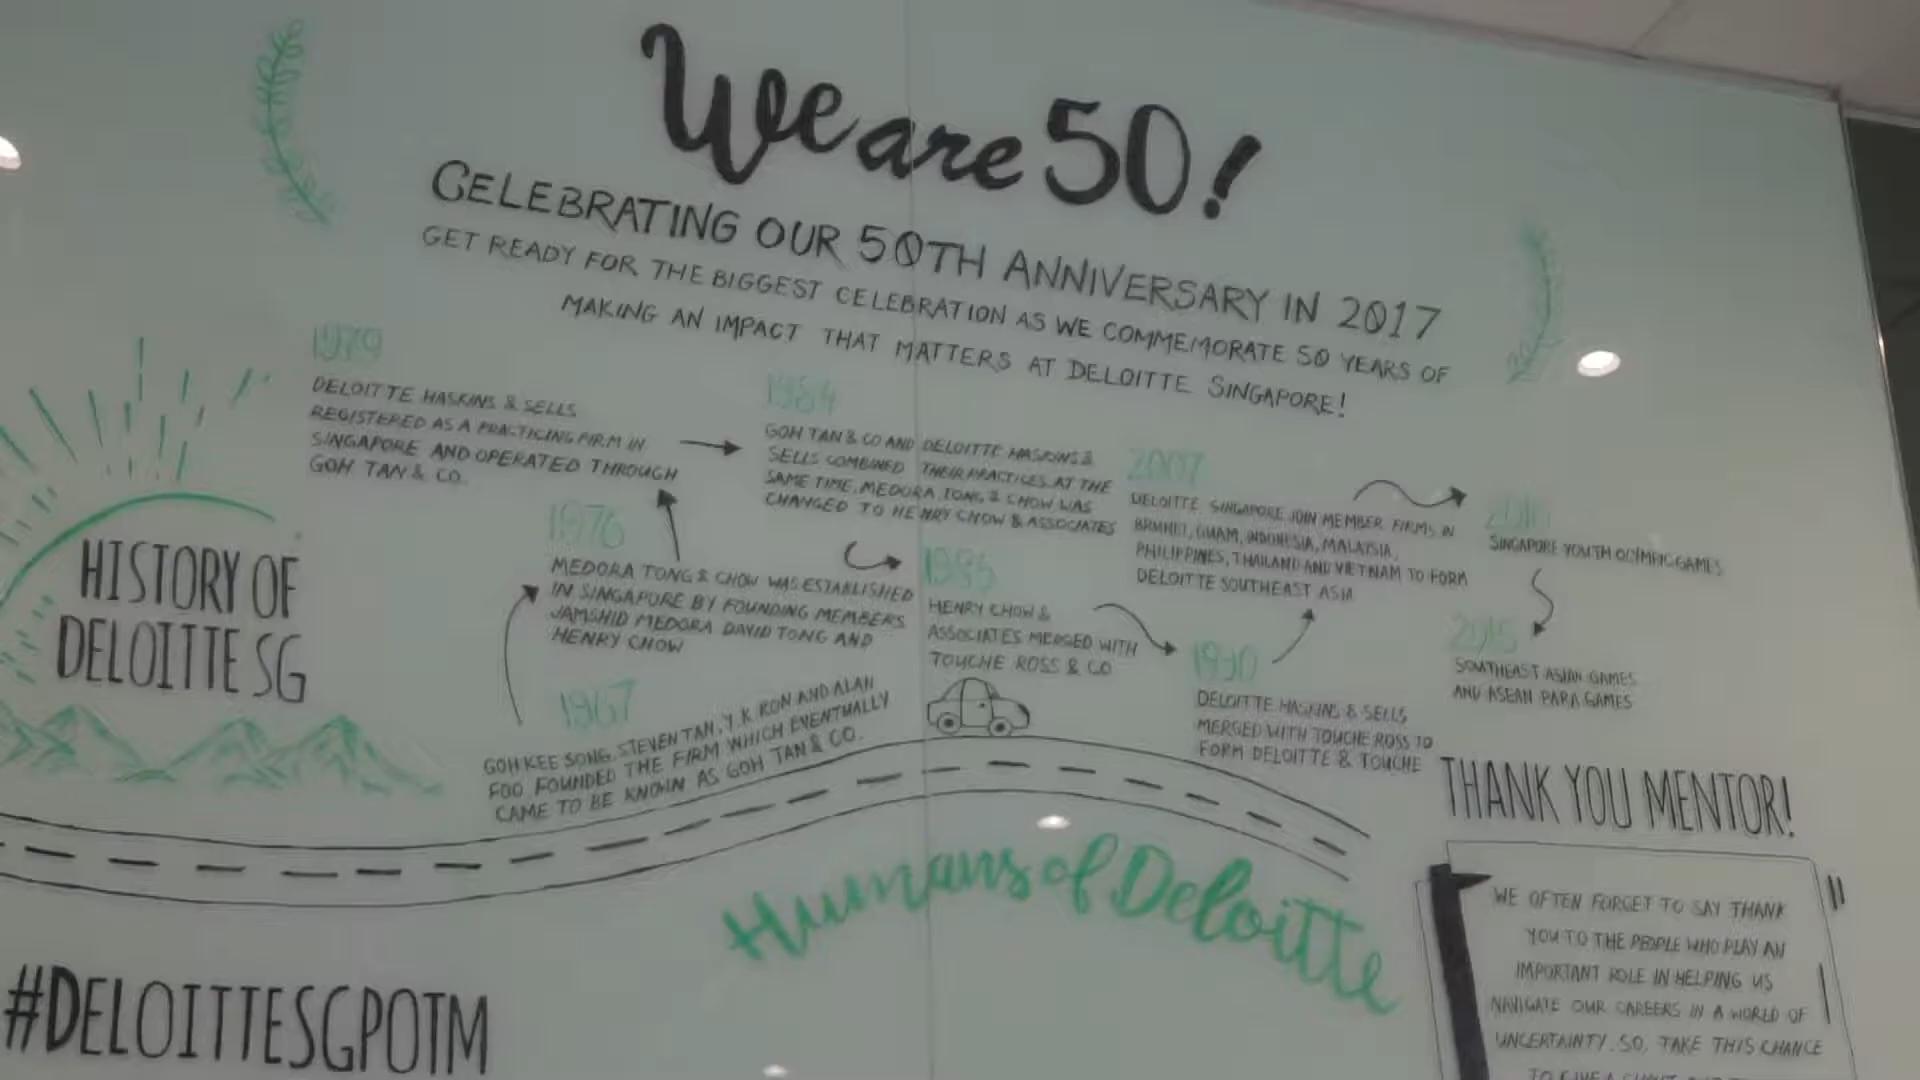 We are 50!
CELEBRATING OUR 50TH ANNIVERSARY IN 2017
GET READY FOR THE BIGGEST CELEBRATION AS WE COMMEMORATE 50 YEARS OF
MAKING AN IMPACT THAT MATTERS AT DELOITTE SINGAPORE!
HISTORY OF
DELOITTE SG
1967
GOH KEE SONG, STEVEN TAN, Y.K. RON AND ALAN
FOO FOUNDED THE FIRM WHICH EVENTUALLY
CAME TO BE KNOWN AS GOH TAN & CO.
1976
MEDORA TONG & CHOW WAS ESTABLISHED
IN SINGAPORE BY FOUNDING MEMBERS
JAMSHID MEDORA DAVID TONG AND
HENRY CHOW
1979
DELOITTE HASKINS & SELLS
REGISTERED AS A PRACTICING FIRM IN
SINGAPORE AND OPERATED THROUGH
GOH TAN & CO.
1984
GOH TAN & CO AND DELOITTE HASKINS &
SELLS COMBINED THEIR PRACTICES. AT THE
SAME TIME, MEDORA, TONG, & CHOW WAS
CHANGED TO HENRY CHOW & ASSOCIATES
HENRY CHOW &
ASSOCIATES MERGED WITH
TOUCHE ROSS & CO
1990
DELOITTE HASKINS & SELLS
MERGED WITH TOUCHE ROSS TO
FORM DELOITTE & TOUCHE
2007
DELOITTE SINGAPORE JOIN MEMBER FIRMS IN
BRUNEI, GUAM, INDONESIA, MALAYSIA,
PHILIPPINES, THAILAND AND VIETNAM TO FORM
DELOITTE SOUTHEAST ASIA
SINGAPORE YOUTH OLYMPIC GAMES
2015
SOUTHEAST ASIAN GAMES
AND ASEAN PARA GAMES
Humans of Deloitte
#DELOITTESGPOTM
THANK YOU MENTOR!
WE OFTEN FORGET TO SAY THANK
YOU TO THE PEOPLE WHO PLAY AN
IMPORTANT ROLE IN HELPING US
NAVIGATE OUR CAREERS IN A WORLD OF
UNCERTAINTY. SO, TAKE THIS CHANCE